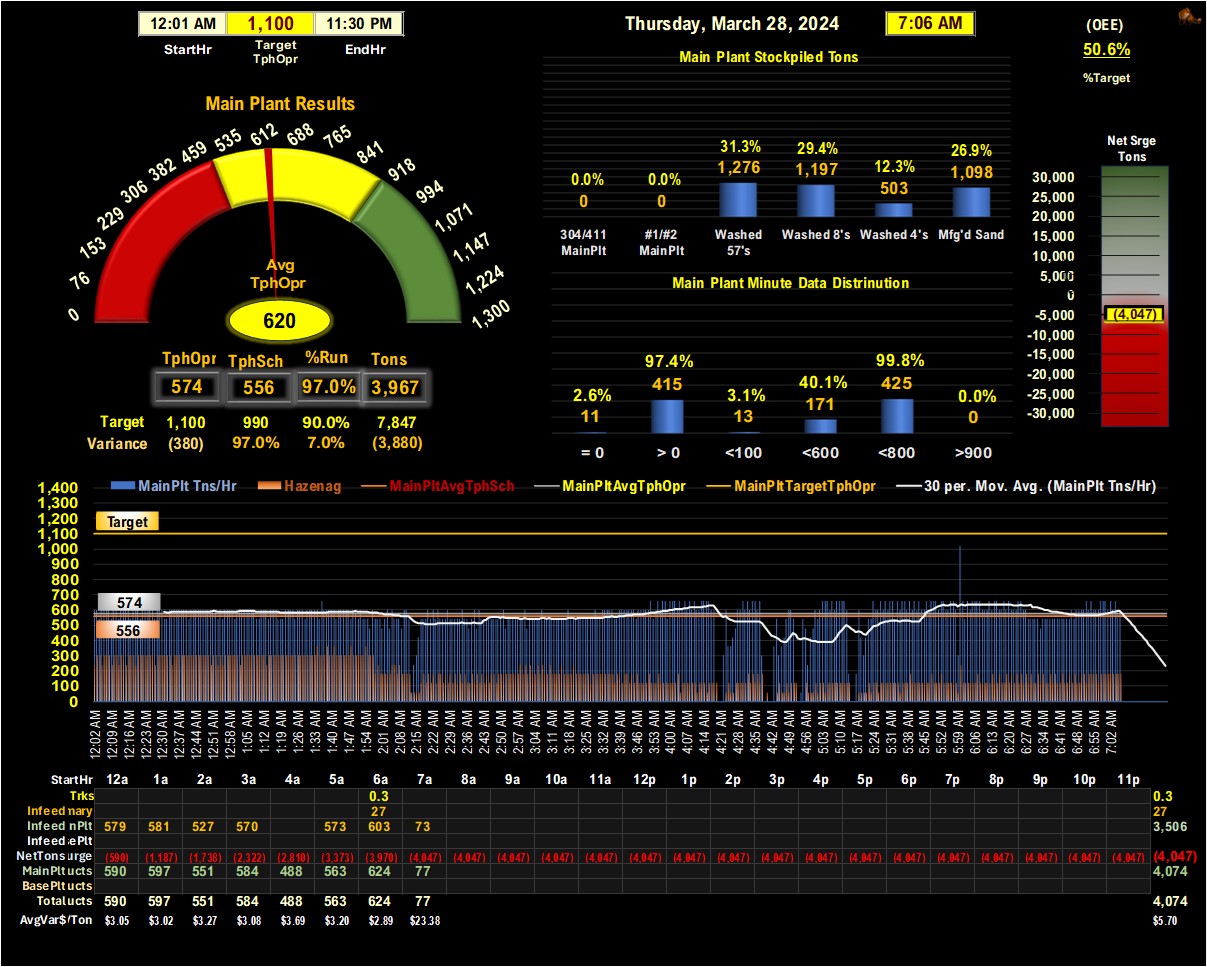 12:01 AM 1,100 11:30 PM
StartHr Target TphOpr EndHr
Thursday, March 28, 2024 7:06 AM
(OEE)
50.6%
%Target
Main Plant Stockpiled Tons
31.3% 29.4% 12.3% 26.9%
0.0% 0.0% 1,276 1,197 503 1,098
0 0
304/411 MainPlt #1/#2 MainPlt Washed 57's Washed 8's Washed 4's Mfg'd Sand
Main Plant Results
0 76 153 229 306 382 459 535 612 688 765 841 918 994 1,071 1,147 1,224 1,300
Avg
TphOpr
620
TphOpr TphSch %Run Tons
574 556 97.0% 3,967
Target 1,100 990 90.0% 7,847
Variance (380) 97.0% 7.0% (3,880)
Main Plant Minute Data Distrinution
2.6% 97.4% 3.1% 40.1% 99.8% 0.0%
11 415 13 171 425 0
= 0 > 0 <100 <600 <800 >900
Net Srge
Tons
30,000
25,000
20,000
15,000
10,000
5,000
0
-5,000 (4,047)
-10,000
-15,000
-20,000
-25,000
-30,000
MainPlt Tns/Hr Hazenag MainPltAvgTphSch MainPltAvgTphOpr MainPltTargetTphOpr 30 per. Mov. Avg. (MainPlt Tns/Hr)
1,400
1,300
1,200
1,100
1,000
900
800
700
600
500
400
300
200
100
0
Target
574
556
12:02 AM 12:09 AM 12:16 AM 12:23 AM 12:30 AM 12:37 AM 12:44 AM 12:51 AM 12:58 AM 1:05 AM 1:12 AM 1:19 AM 1:26 AM 1:33 AM 1:40 AM 1:47 AM 1:54 AM 2:01 AM 2:08 AM 2:15 AM 2:22 AM 2:29 AM 2:36 AM 2:43 AM 2:50 AM 2:57 AM 3:04 AM 3:11 AM 3:18 AM 3:25 AM 3:32 AM 3:39 AM 3:46 AM 3:53 AM 4:00 AM 4:07 AM 4:14 AM 4:21 AM 4:28 AM 4:35 AM 4:42 AM 4:49 AM 4:56 AM 5:03 AM 5:10 AM 5:17 AM 5:24 AM 5:31 AM 5:38 AM 5:45 AM 5:52 AM 5:59 AM 6:06 AM 6:13 AM 6:20 AM 6:27 AM 6:34 AM 6:41 AM 6:48 AM 6:55 AM 7:02 AM
StartHr 12a 1a 2a 3a 4a 5a 6a 7a 8a 9a 10a 11a 12p 1p 2p 3p 4p 5p 6p 7p 8p 9p 10p 11p
Trks 0.3 0.3
Infeed nary 27 27
Infeed nPlt 579 581 527 570 573 603 73 3,506
Infeed ePlt
NetTons urge (590) (1,187) (1,738) (2,322) (2,810) (3,373) (3,970) (4,047) (4,047) (4,047) (4,047) (4,047) (4,047) (4,047) (4,047) (4,047) (4,047) (4,047) (4,047) (4,047) (4,047) (4,047) (4,047) (4,047) (4,047)
MainPlt ucts 590 597 551 584 488 563 624 77 4,074
BasePlt ucts
Total ucts 590 597 551 584 488 563 624 77 4,074
AvgVar$/Ton $3.05 $3.02 $3.27 $3.08 $3.69 $3.20 $2.89 $23.38 $5.70